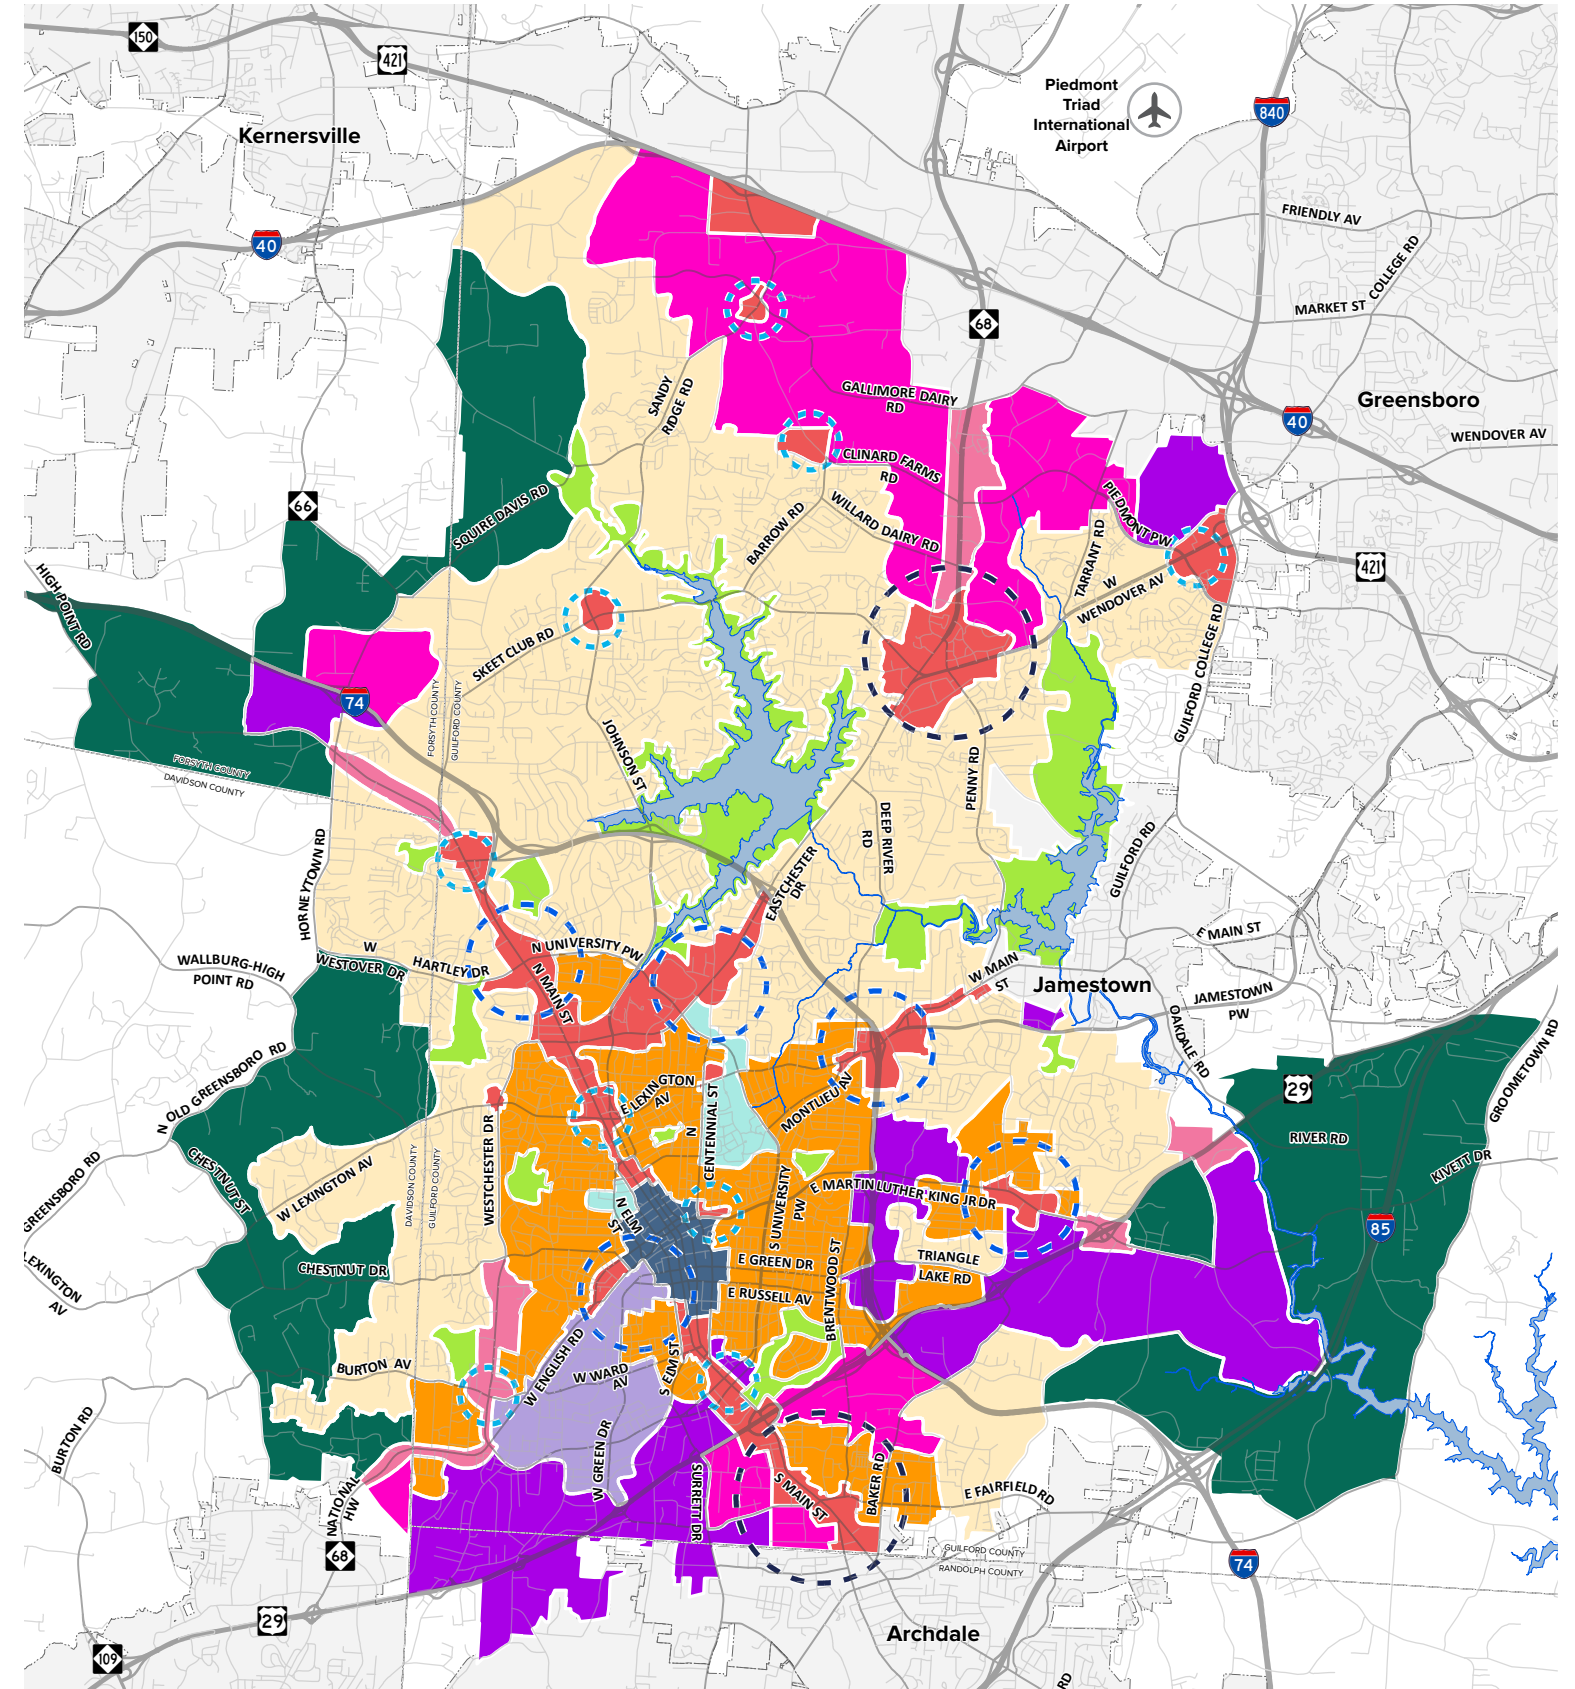 150
421
Kernersville
40
Piedmont
Triad
International
Airport
840
FRIENDLY AV
COLLEGE RD
MARKET ST
68
Greensboro
40
WENDOVER AV
SANDY
RIDGE RD
GALLIMORE DAIRY
RD
CLINARD FARMS
RD
WILLARD DAIRY RD
BARROW RD
PIEDMONT PW
TARRANT RD
W
WENDOVER AV
421
66
SQUIRE DAVIS RD
HIGH POINT RD
SKEET CLUB RD
GUILFORD COLLEGE RD
74
FORSYTH COUNTY
GUILFORD COUNTY
FORSYTH COUNTY
DAVIDSON COUNTY
JOHNSON ST
PENNY RD
DEEP RIVER
RD
GUILFORD RD
HORNEYTOWN RD
EASTCHESTER
DR
E MAIN ST
W
WESTOVER DR
HARTLEY DR
N UNIVERSITY PW
N MAIN ST
WALLBURG-HIGH
POINT RD
W MAIN
ST
Jamestown
JAMESTOWN
PW
OAKDALE RD
GROOMETOWN RD
29
N OLD GREENSBORO RD
E LEXINGTON
AV
N
CENTENNIAL ST
MONTLIEU AV
WESTCHESTER DR
RIVER RD
KIVETT DR
GREENSBORO RD
CHESTNUT ST
W LEXINGTON AV
DAVIDSON COUNTY
GUILFORD COUNTY
N ELM
ST
S UNIVERSITY
PW
E MARTIN LUTHER KING JR DR
85
LEXINGTON
AV
CHESTNUT DR
E GREEN DR
TRIANGLE
LAKE RD
E RUSSELL AV
BRENTWOOD ST
BURTON AV
W ENGLISH RD
W WARD
AV
S ELM ST
BURTON RD
W GREEN DR
SURRETT DR
S MAIN ST
BAKER RD
E FAIRFIELD RD
NATIONAL
HW
68
GUILFORD COUNTY
RANDOLPH COUNTY
74
29
Archdale
109
RD